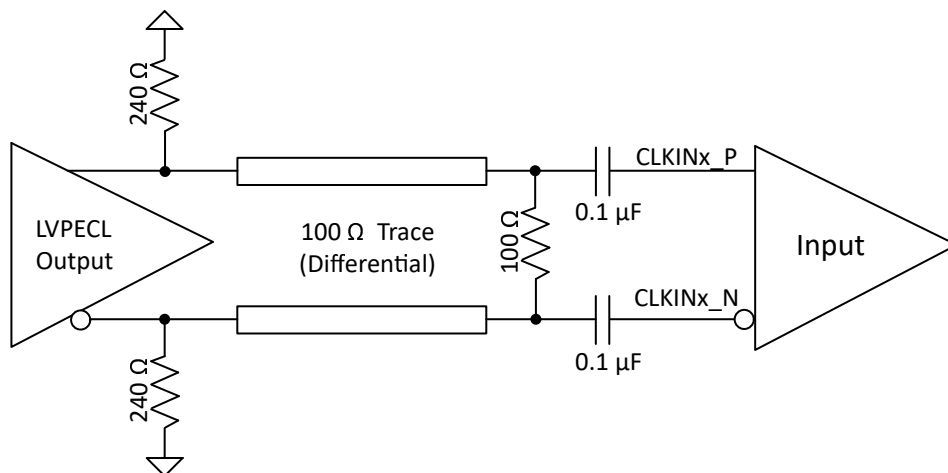 240 Ω
LVPECL
Output
100 Ω  Trace
(Differential)
100 Ω
CLKINx_P
0.1 µF
Input
CLKINx_N
0.1 µF
240 Ω